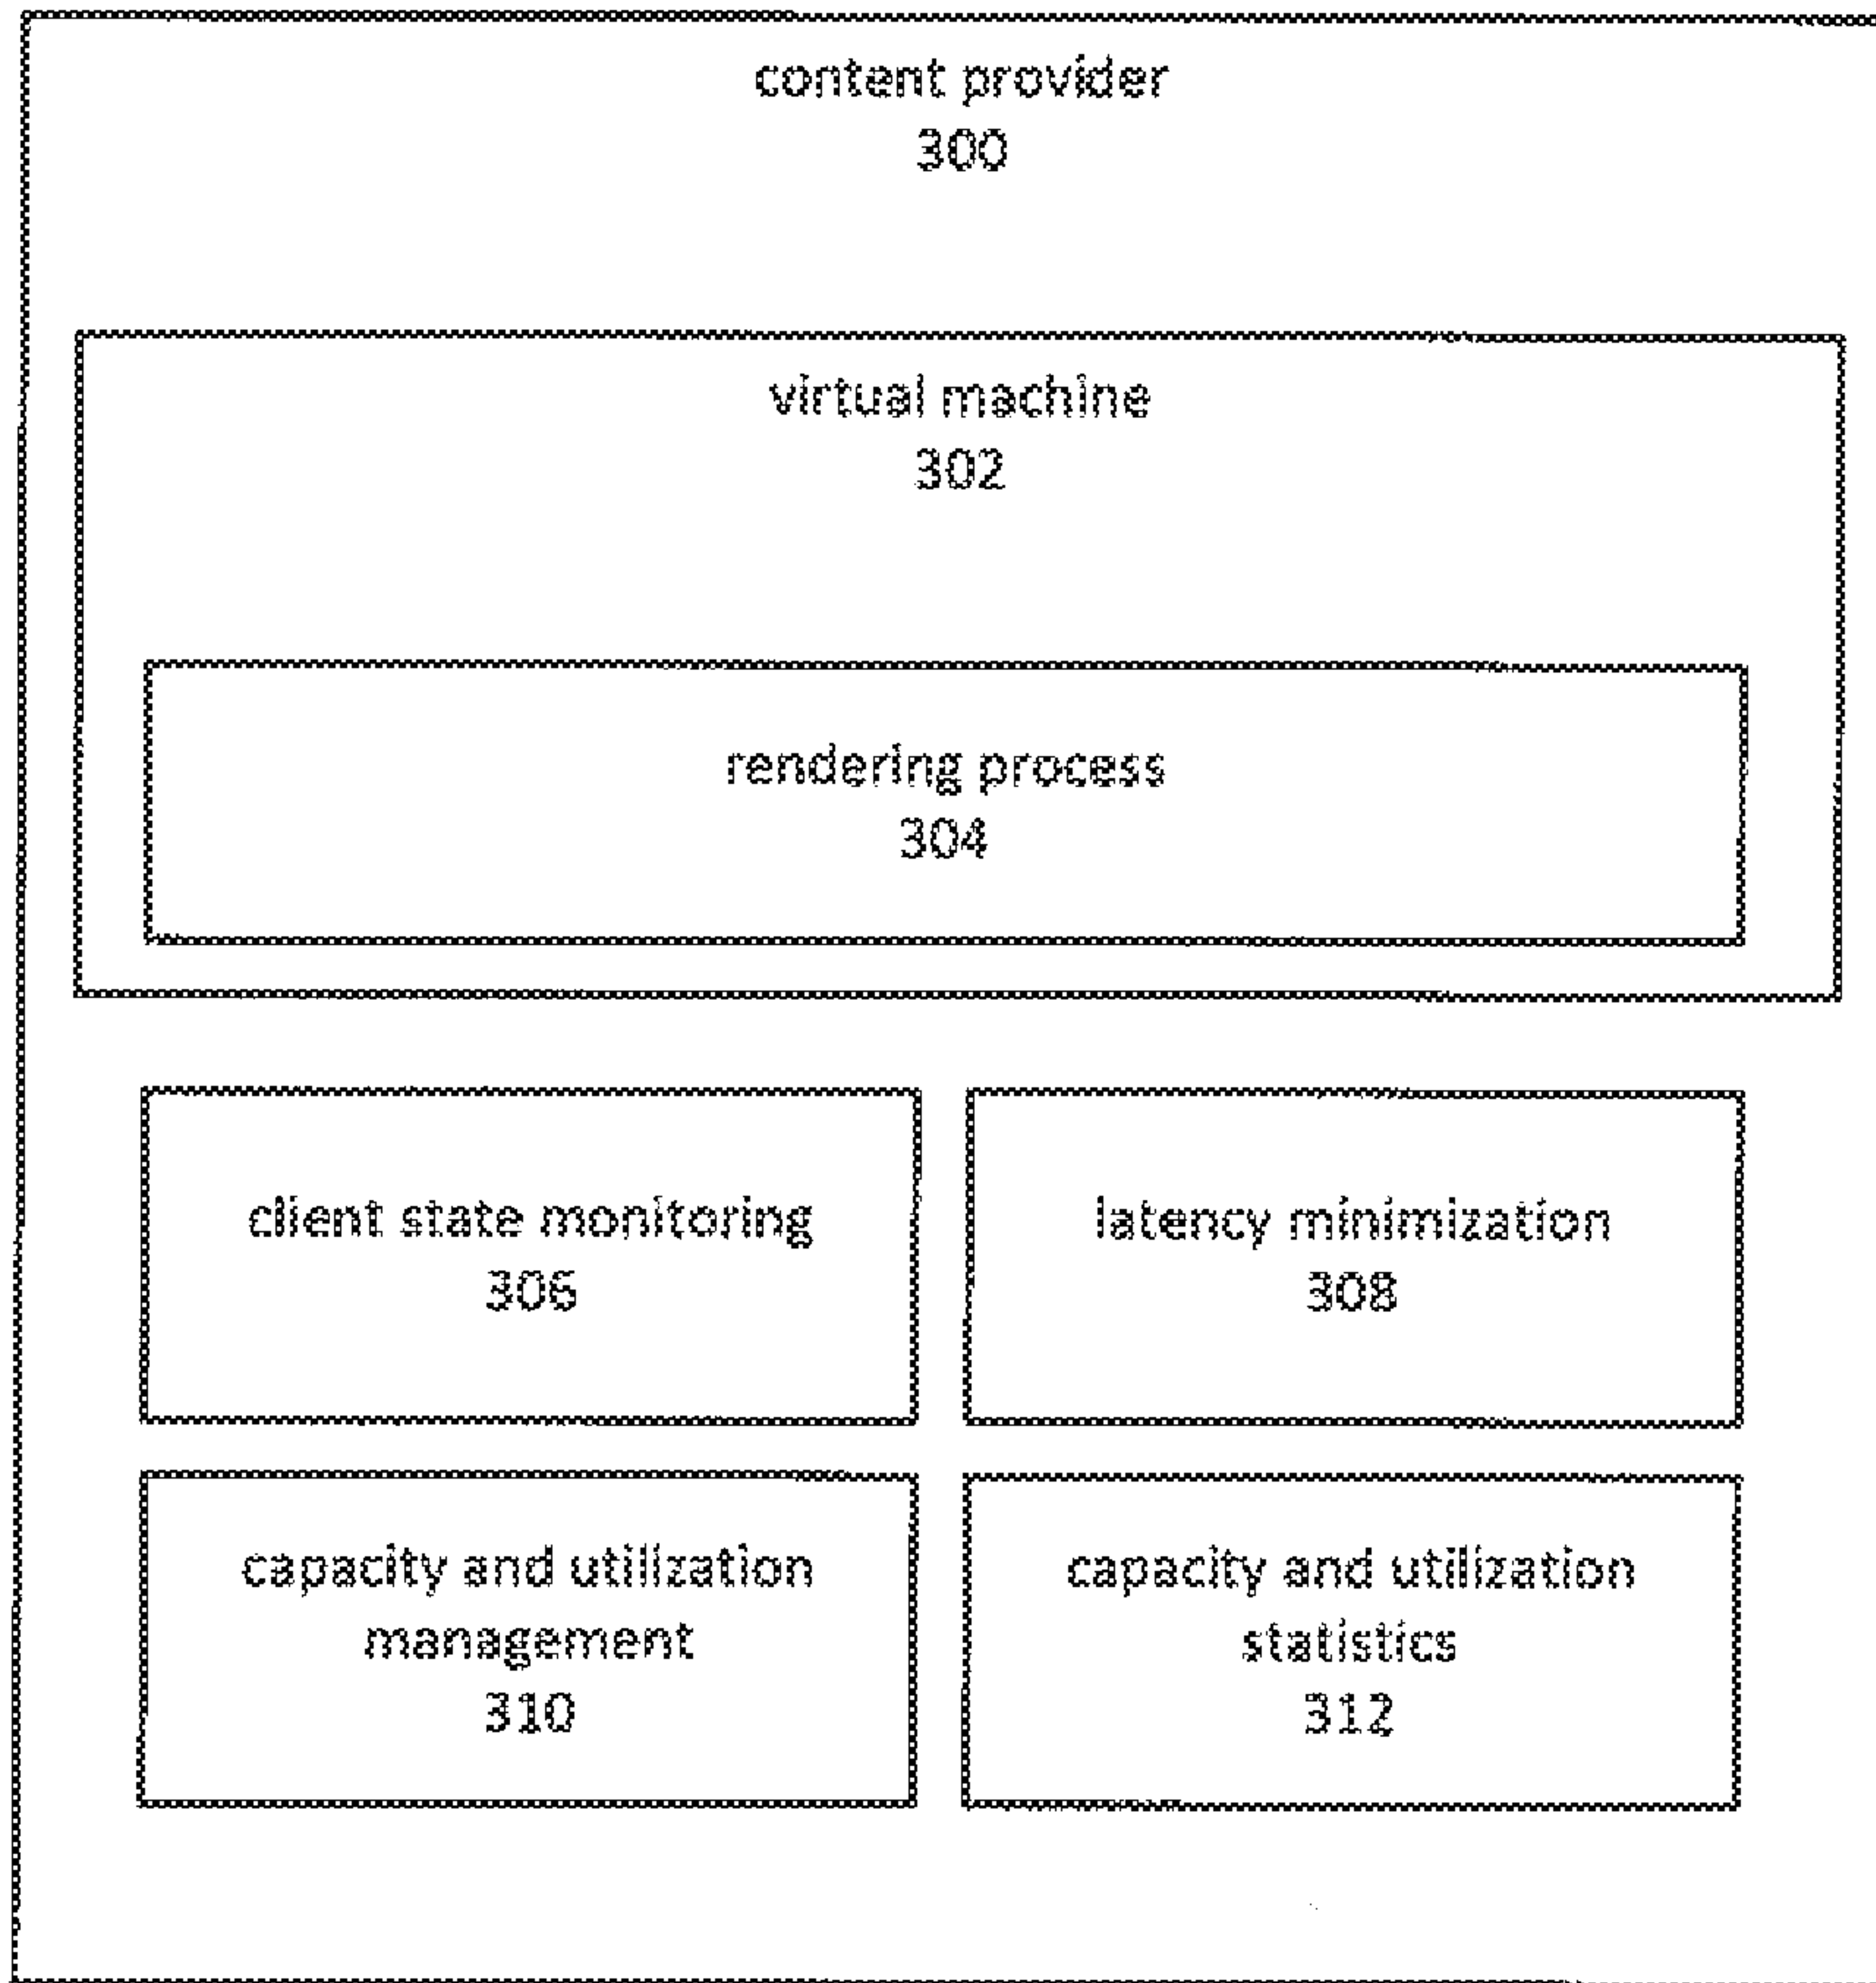 content provider
300
virtual machine
302
rendering process
304
client state monitoring
306
latency minimization
308
capacity and utilization
management
310
capacity and utilization
statistics
312